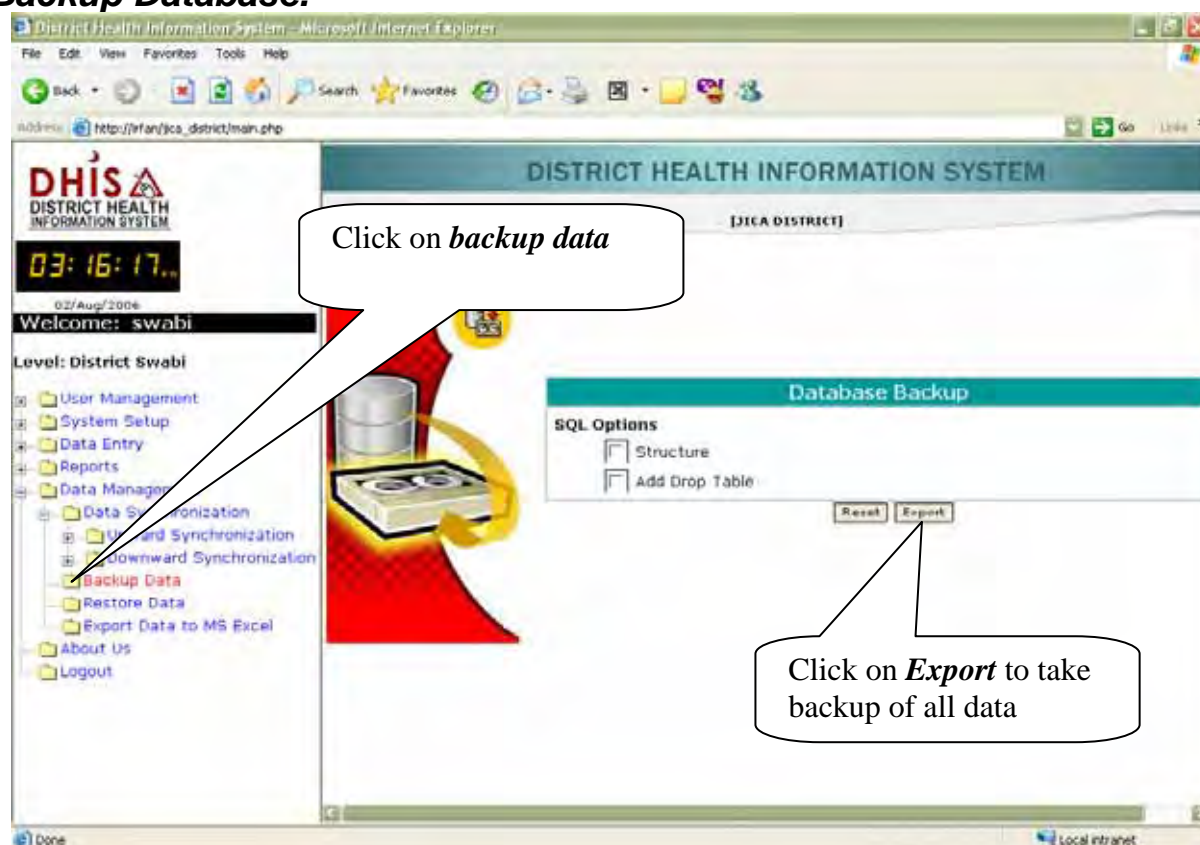 Backup Database:
District Health Information System - Microsoft Internet Explorer
File Edit View Favorites Tools Help
Back Search Favorites
Address http://irfan/jica_district/main.php Go Links
DHIS
DISTRICT HEALTH
INFORMATION SYSTEM
DISTRICT HEALTH INFORMATION SYSTEM
[JICA DISTRICT]
Click on backup data
03:16:17
02/Aug/2006
Welcome: swabi
Level: District Swabi
User Management
System Setup
Data Entry
Reports
Data Manage
Data Sy ronization
ard Synchronization
Downward Synchronization
Backup Data
Restore Data
Export Data to MS Excel
About Us
Logout
Database Backup
SQL Options
Structure
Add Drop Table
Reset Export
Click on Export to take
backup of all data
Done Local intranet